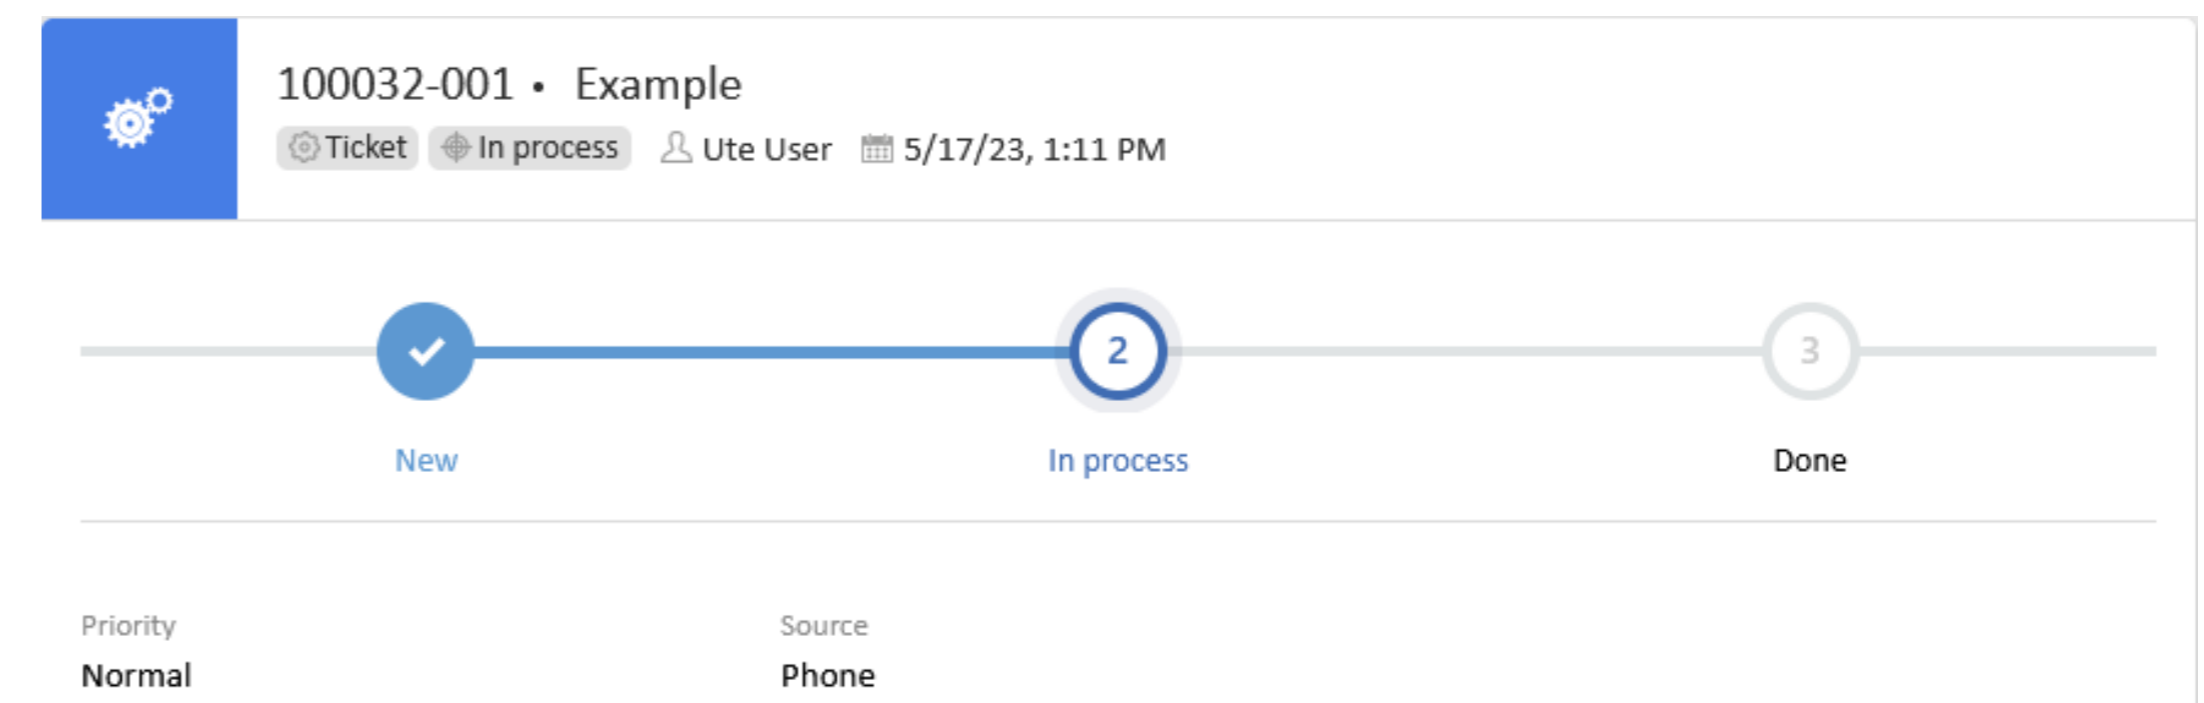 100032-001 • Example
Ticket In process Ute User 5/17/23, 1:11 PM
2 3
New In process Done
Priority Source
Normal Phone